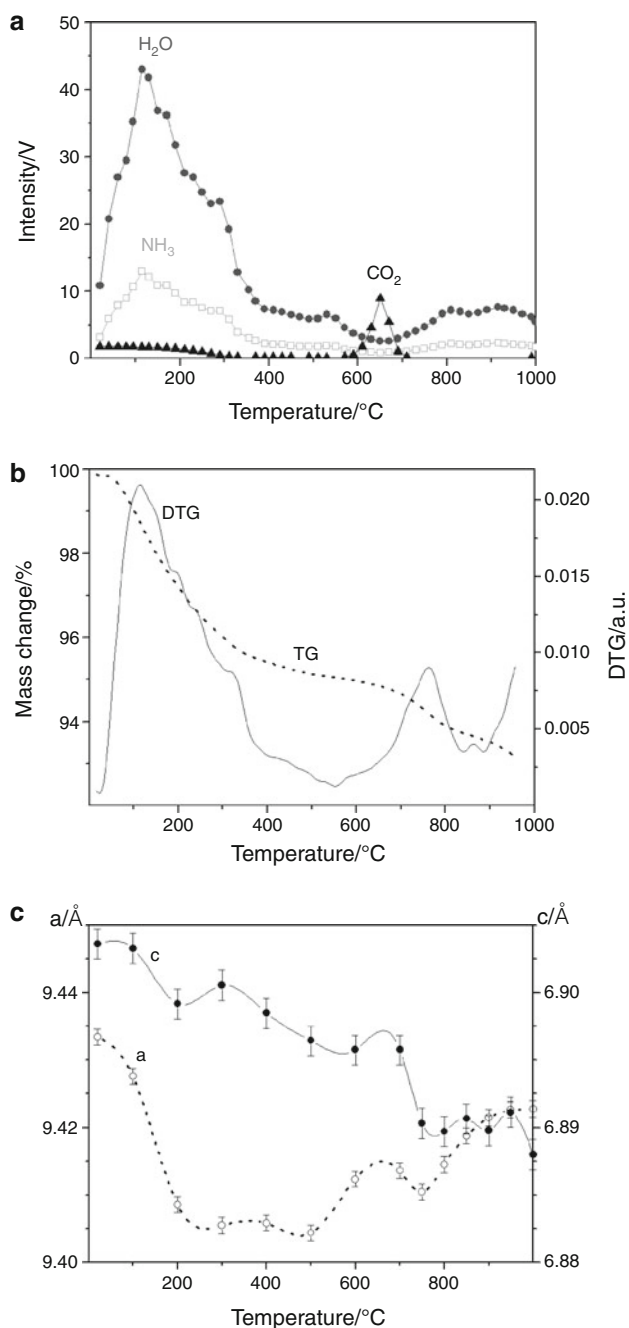 a
50
H₂O
40
Intensity/V
30
20
NH₃
CO₂
10
0
200 400 600 800 1000
Temperature/°C
b
100
DTG
0.020
98
Mass change/%
0.015
DTG/a.u.
96
TG
0.010
94
0.005
200 400 600 800 1000
Temperature/°C
c
a/Å c/Å
c
9.44 6.90
a
9.42 6.89
9.40 6.88
200 400 600 800
Temperature/°C